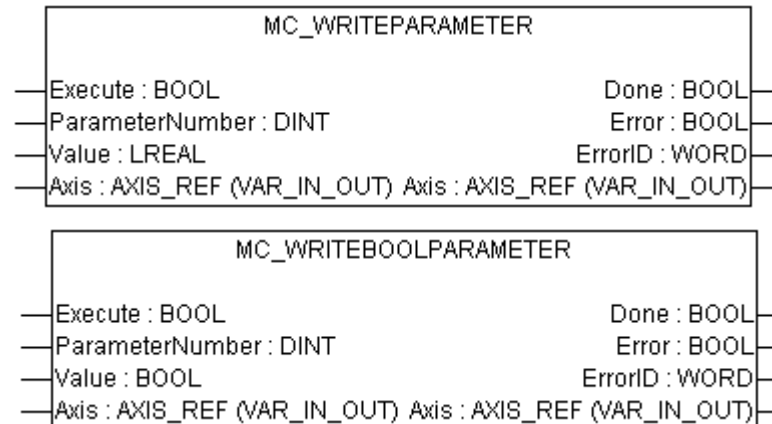 MC_WRITEPARAMETER
Execute : BOOL Done : BOOL
ParameterNumber : DINT Error : BOOL
Value : LREAL ErrorID : WORD
Axis : AXIS_REF (VAR_IN_OUT) Axis : AXIS_REF (VAR_IN_OUT)
MC_WRITEBOOLPARAMETER
Execute : BOOL Done : BOOL
ParameterNumber : DINT Error : BOOL
Value : BOOL ErrorID : WORD
Axis : AXIS_REF (VAR_IN_OUT) Axis : AXIS_REF (VAR_IN_OUT)